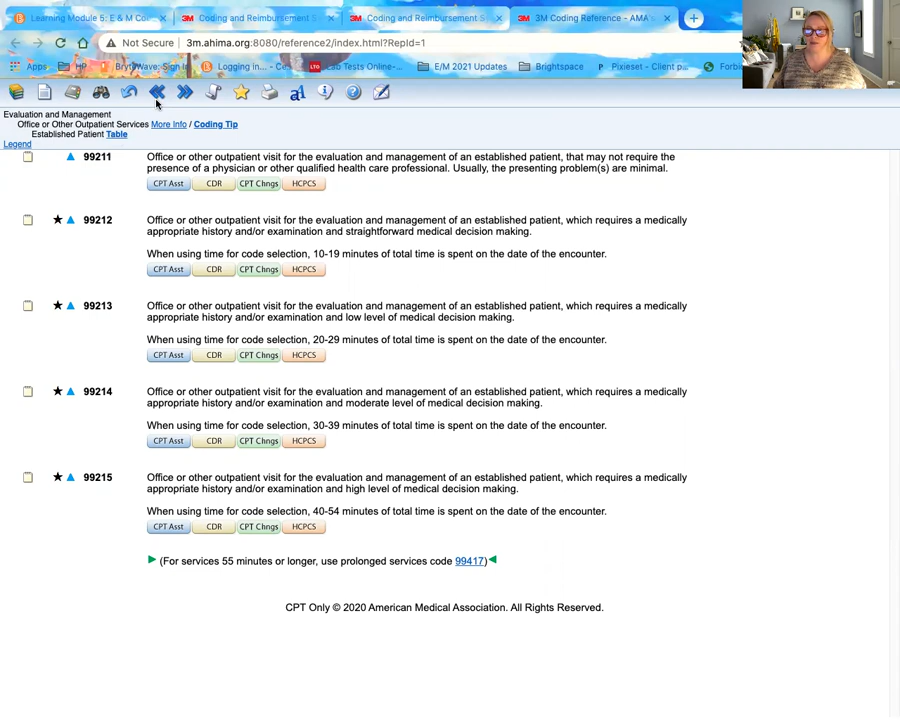 Learning Module 5: E & M Co
3M Coding and Reimbursement S
3M Coding and Reimbursement S
3M Coding Reference - AMA
Not Secure | 3m.ahima.org:8080/reference2/index.html?RepId=1
Apps
HP
BrytWave: Sign In
Logging in... - Ce
LTO Lab Tests Online-...
E/M 2021 Updates
Brightspace
Pixieset - Client p...
Forbi
Evaluation and Management
Office or Other Outpatient Services More Info / Coding Tip
Established Patient Table
Legend
99211 Office or other outpatient visit for the evaluation and management of an established patient, that may not require the
presence of a physician or other qualified health care professional. Usually, the presenting problem(s) are minimal.
CPT Asst CDR CPT Chngs HCPCS
★ 99212 Office or other outpatient visit for the evaluation and management of an established patient, which requires a medically
appropriate history and/or examination and straightforward medical decision making.
When using time for code selection, 10-19 minutes of total time is spent on the date of the encounter.
CPT Asst CDR CPT Chngs HCPCS
★ 99213 Office or other outpatient visit for the evaluation and management of an established patient, which requires a medically
appropriate history and/or examination and low level of medical decision making.
When using time for code selection, 20-29 minutes of total time is spent on the date of the encounter.
CPT Asst CDR CPT Chngs HCPCS
★ 99214 Office or other outpatient visit for the evaluation and management of an established patient, which requires a medically
appropriate history and/or examination and moderate level of medical decision making.
When using time for code selection, 30-39 minutes of total time is spent on the date of the encounter.
CPT Asst CDR CPT Chngs HCPCS
★ 99215 Office or other outpatient visit for the evaluation and management of an established patient, which requires a medically
appropriate history and/or examination and high level of medical decision making.
When using time for code selection, 40-54 minutes of total time is spent on the date of the encounter.
CPT Asst CDR CPT Chngs HCPCS
(For services 55 minutes or longer, use prolonged services code 99417)
CPT Only © 2020 American Medical Association. All Rights Reserved.